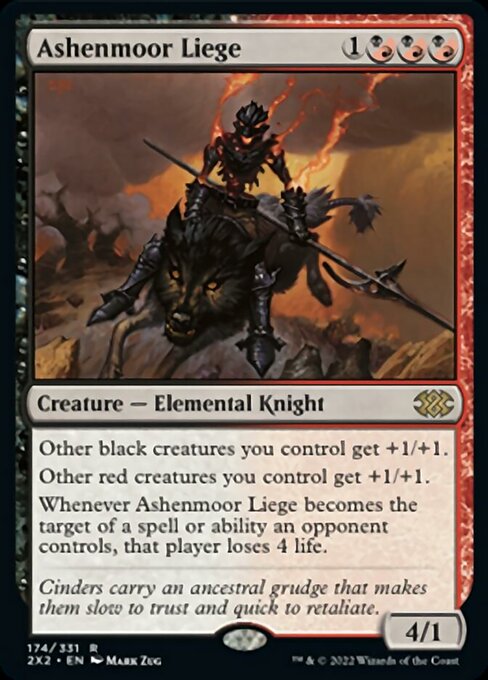 Ashenmoor Liege 1
Creature — Elemental Knight
Other black creatures you control get +1/+1.
Other red creatures you control get +1/+1.
Whenever Ashenmoor Liege becomes the
target of a spell or ability an opponent
controls, that player loses 4 life.
Cinders carry an ancestral grudge that makes
them slow to trust and quick to retaliate.
4/1
174/331 R
2X2 • EN Mark Zug
™ & © 2022 Wizards of the Coast